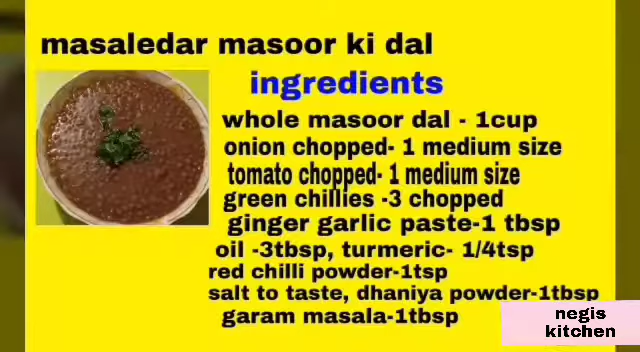 masaledar masoor ki dal
ingredients
whole masoor dal - 1cup
onion chopped- 1 medium size
tomato chopped- 1 medium size
green chillies -3 chopped
ginger garlic paste-1 tbsp
oil -3tbsp, turmeric- 1/4tsp
red chilli powder-1tsp
salt to taste, dhaniya powder-1tbsp
garam masala-1tbsp
negis
kitchen